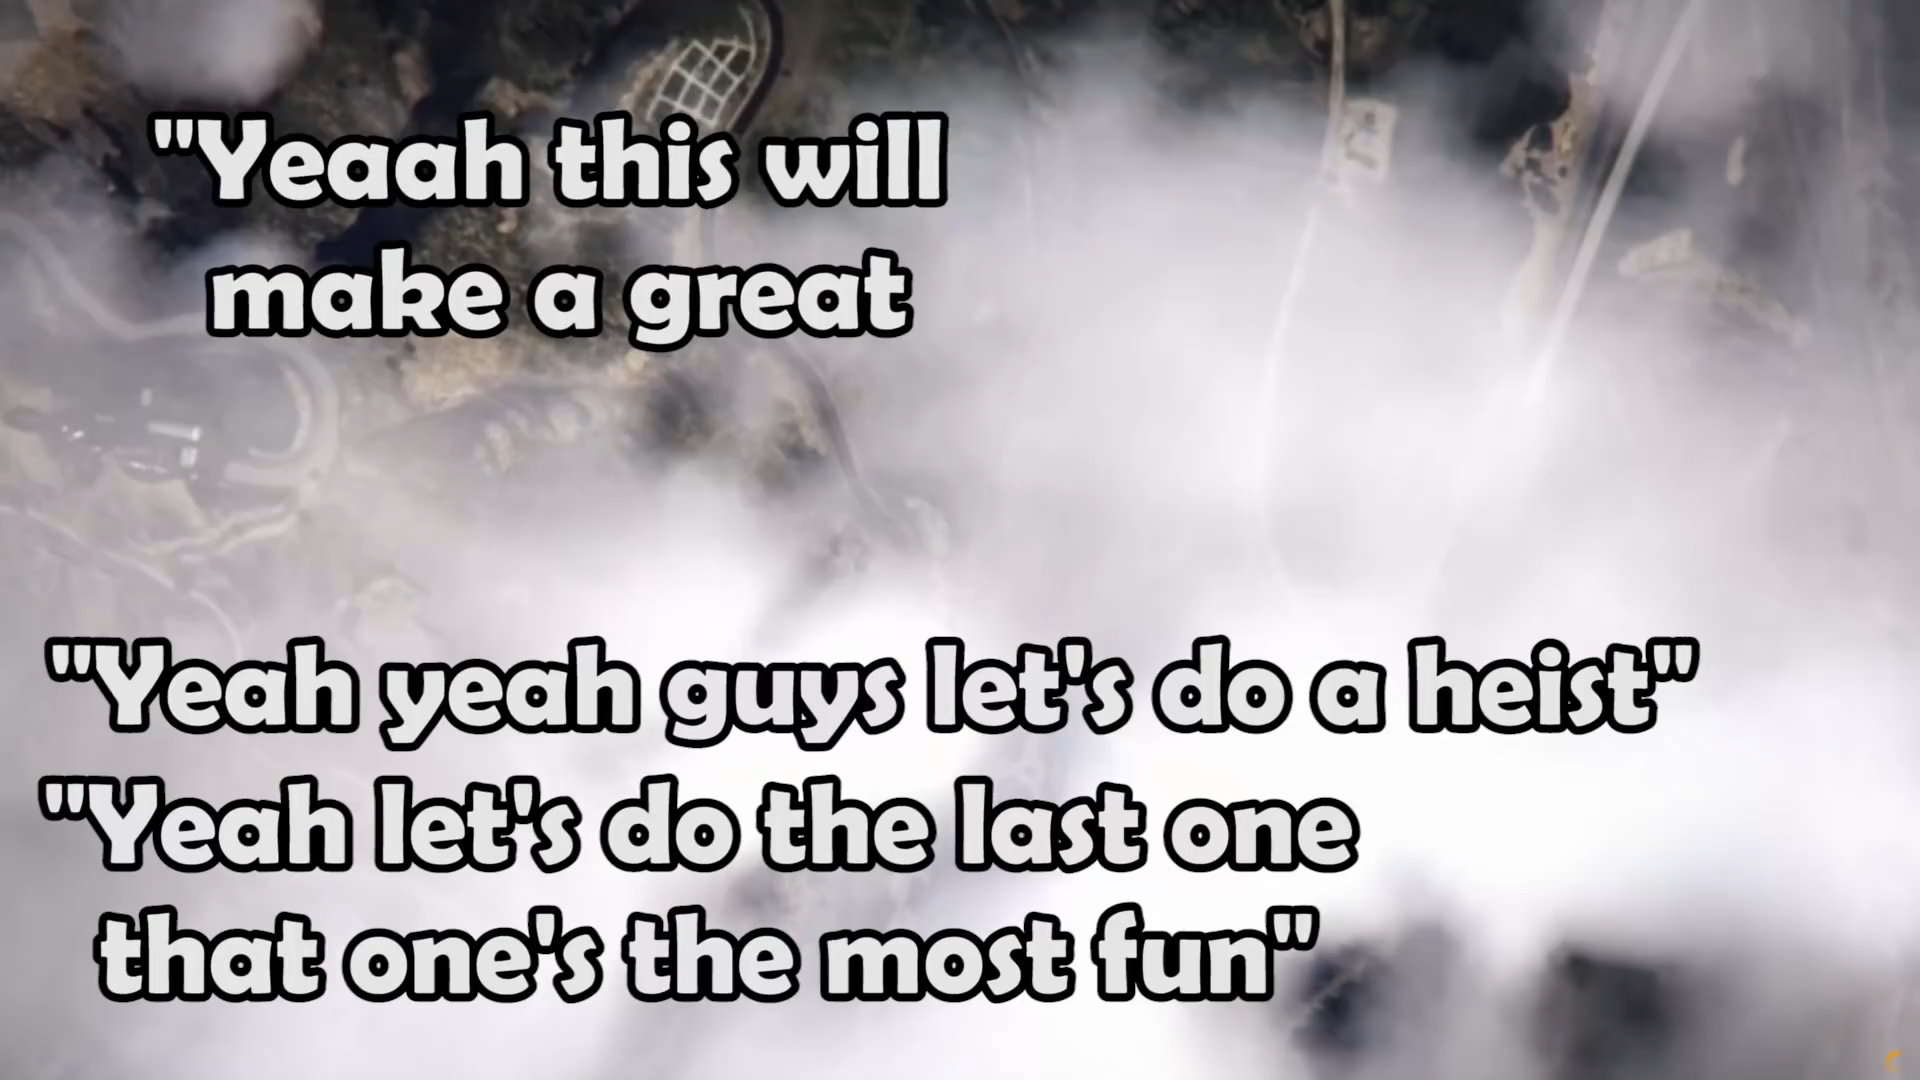 "Yeaah this will
make a great
"Yeah yeah guys let's do a heist"
"Yeah let's do the last one
that one's the most fun"